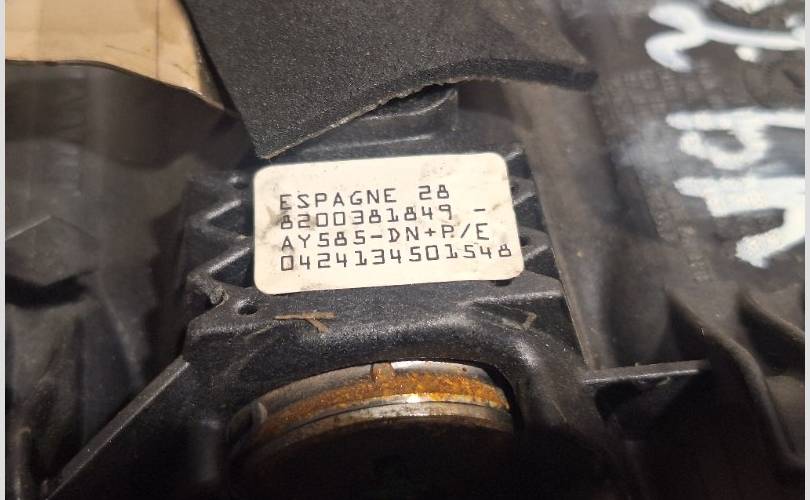 ESPAGNE 28
8200381849 -
AY585-DN+P./E
0424134501548